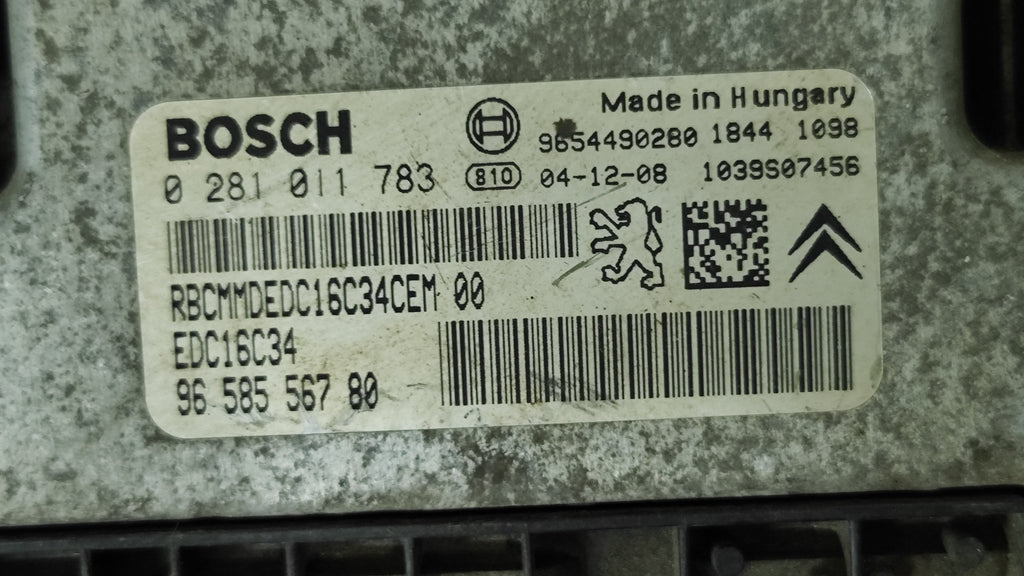 Made in Hungary
BOSCH
9654490280 1844 1098
0 281 011 783 810 04-12-08 1039S07456
RBCMMDEDC16C34CEM 00
EDC16C34
96 585 567 80